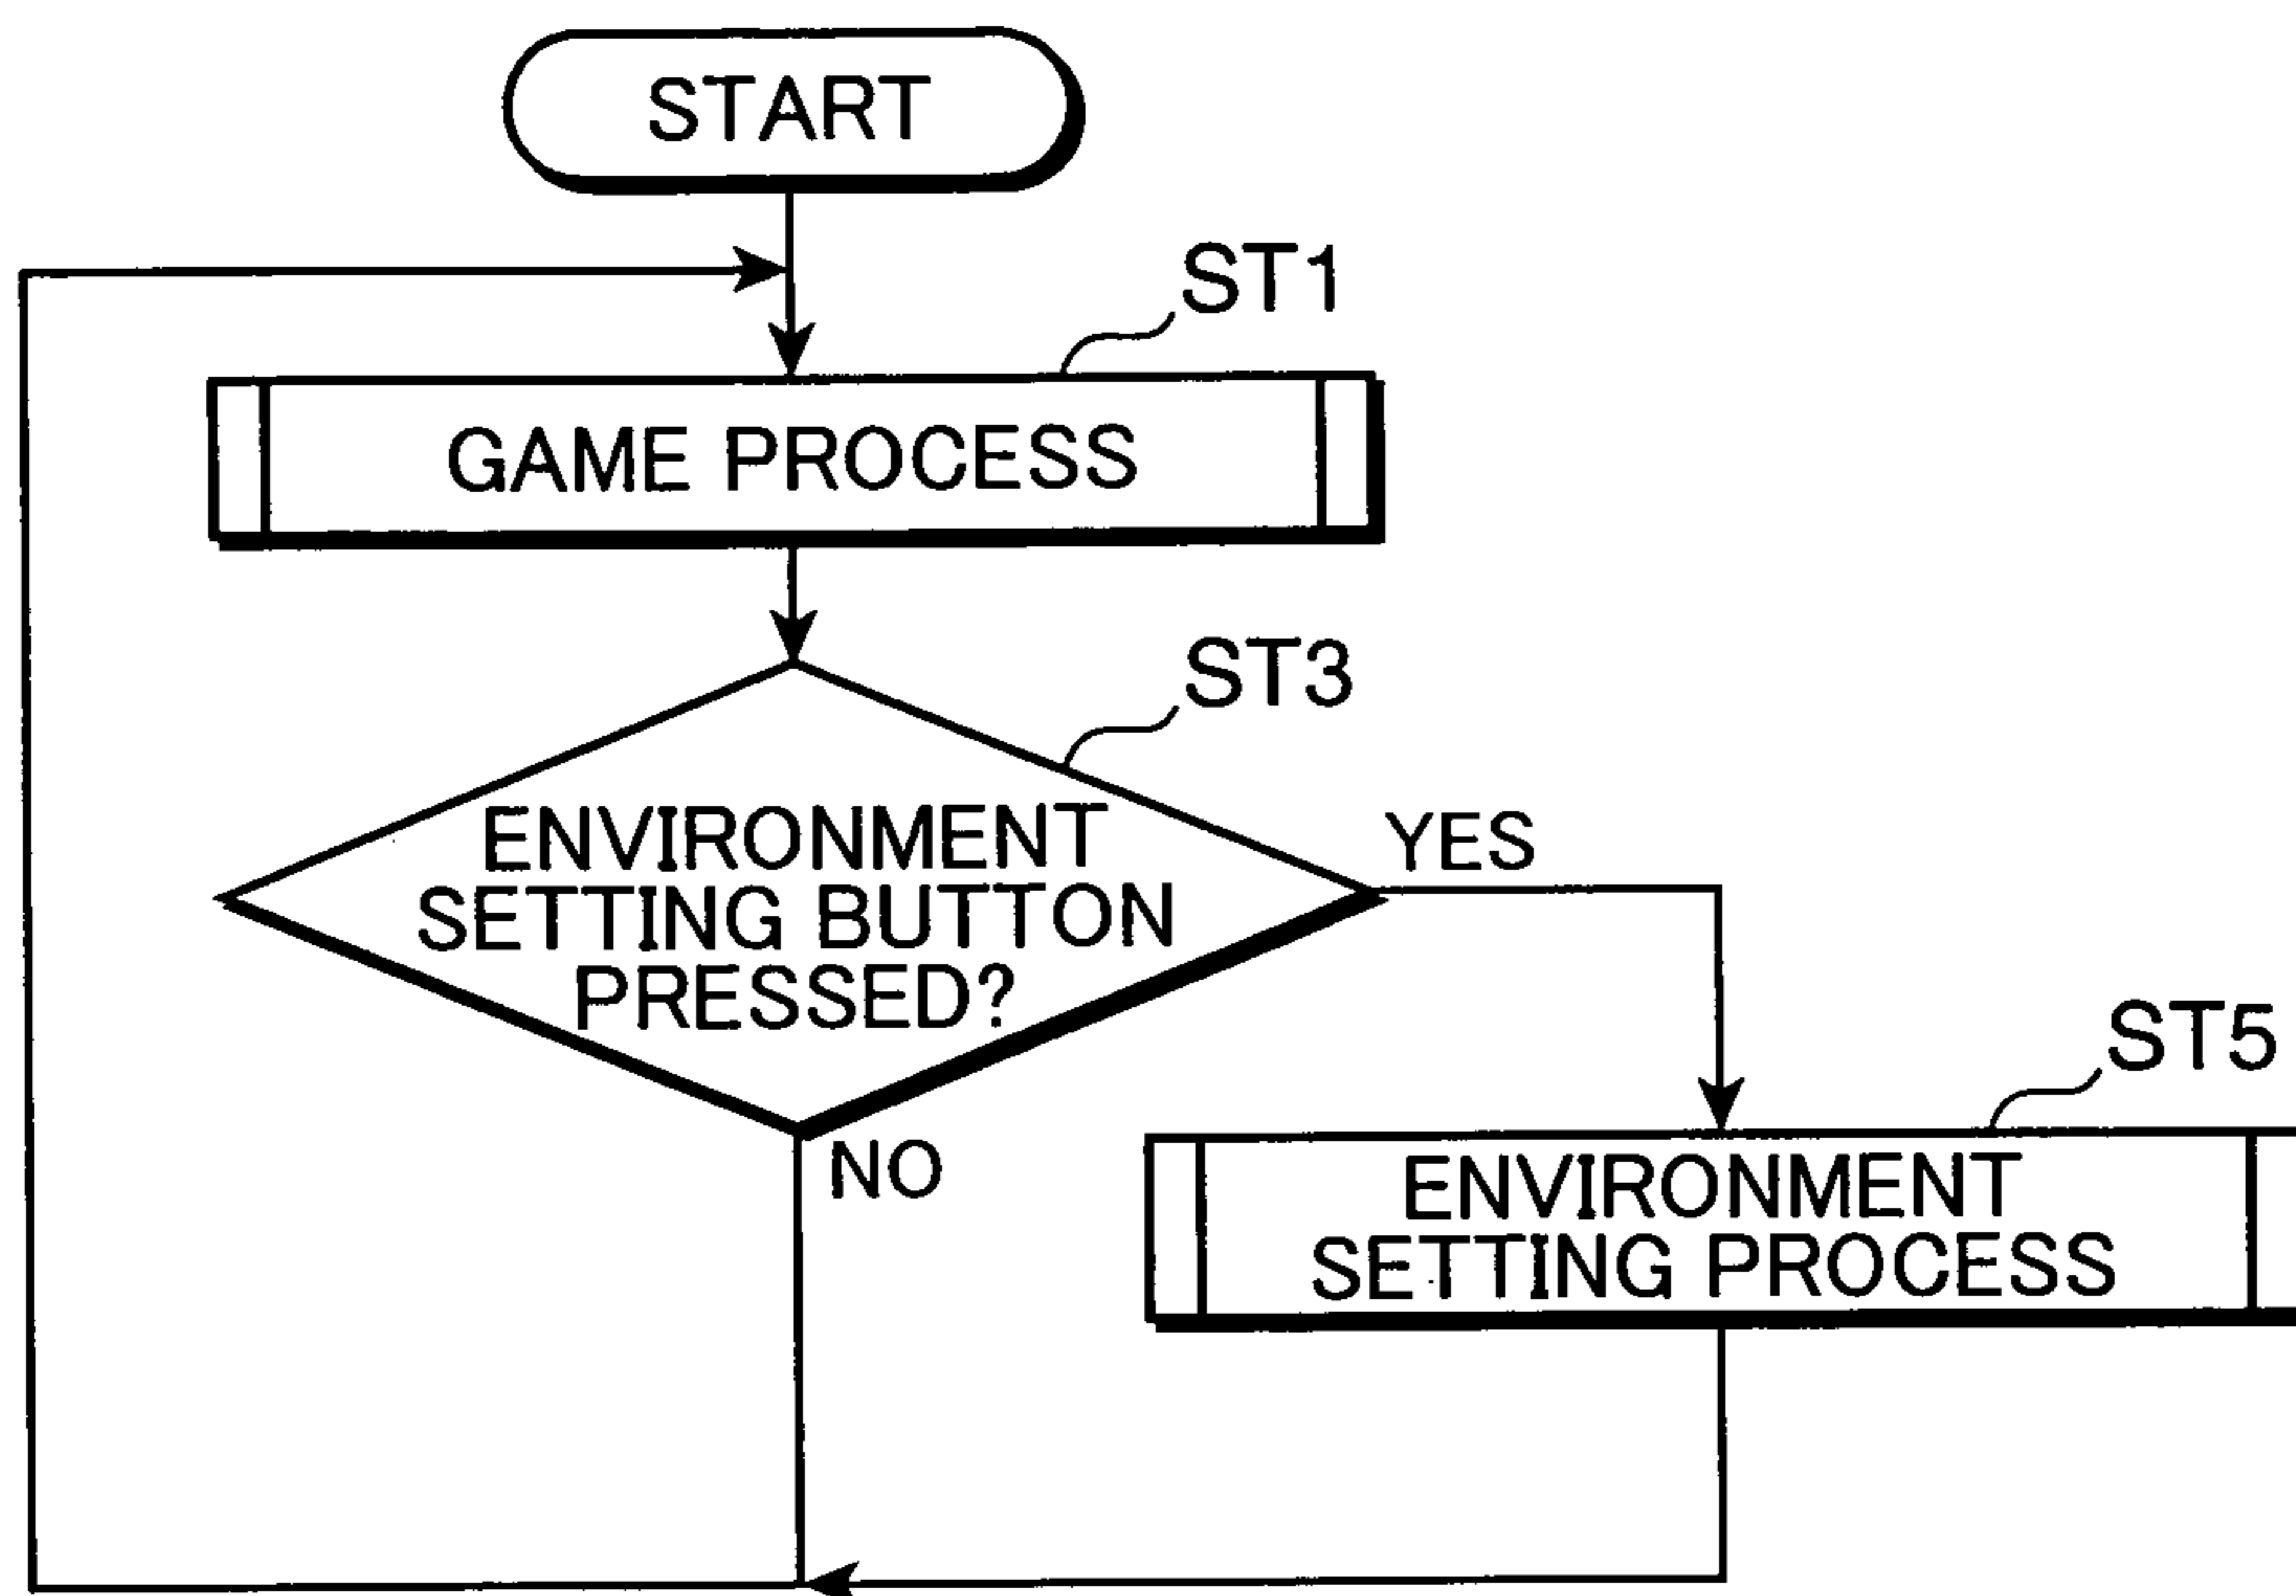 START
ST1
GAME PROCESS
ST3
ENVIRONMENT
SETTING BUTTON
PRESSED?
YES
NO
ST5
ENVIRONMENT
SETTING PROCESS